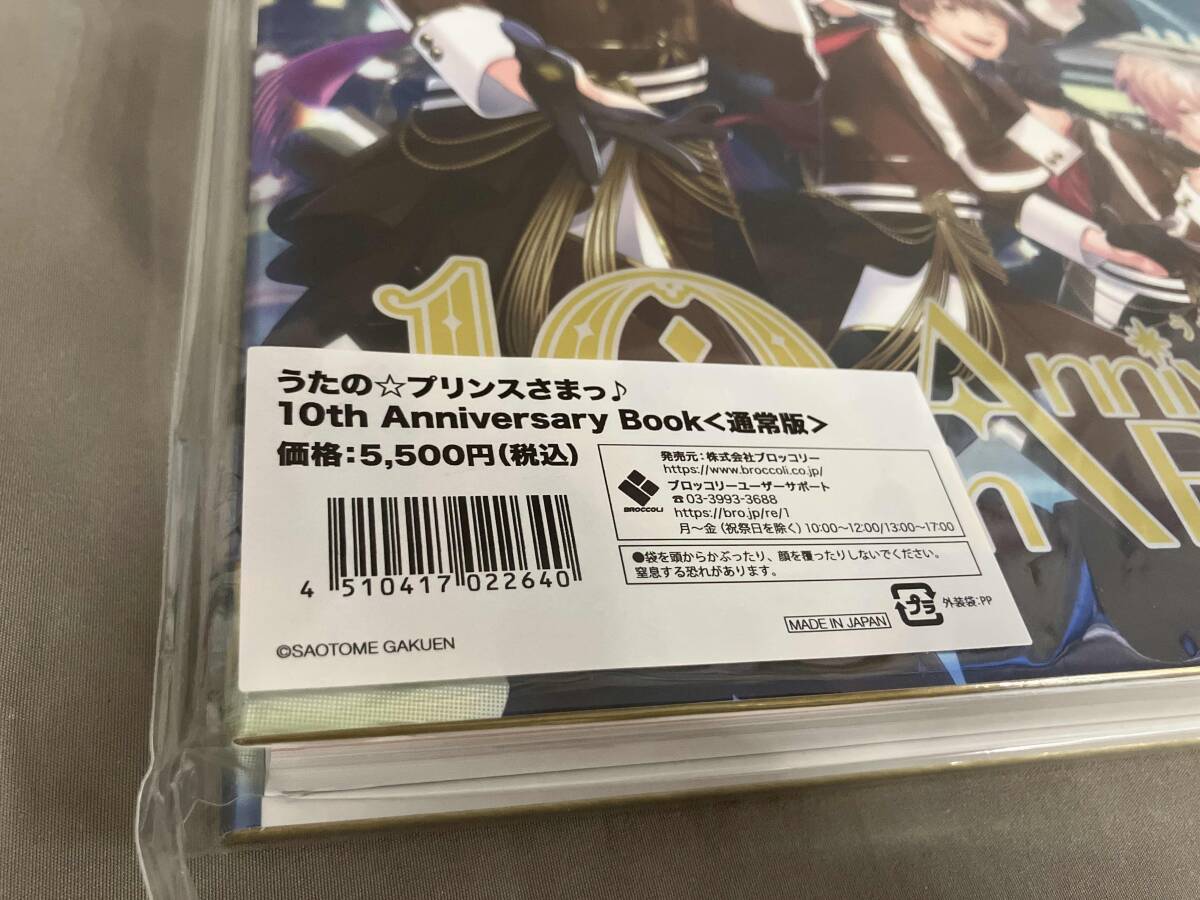 10
Anniv
うたの☆プリンスさまっ♪
10th Anniversary Book＜通常版＞
価格：5,500円（税込）
発売元：株式会社ブロッコリー
https://www.broccoli.co.jp/
ブロッコリーユーザーサポート
☎03-3993-3688
https://bro.jp/re/1
月～金（祝祭日を除く）10:00～12:00/13:00～17:00
BROCCOLI
●袋を頭からかぶったり、顔を覆ったりしないでください。
窒息する恐れがあります。
4 510417 022640
MADE IN JAPAN
プラ
外装袋：PP
©SAOTOME GAKUEN